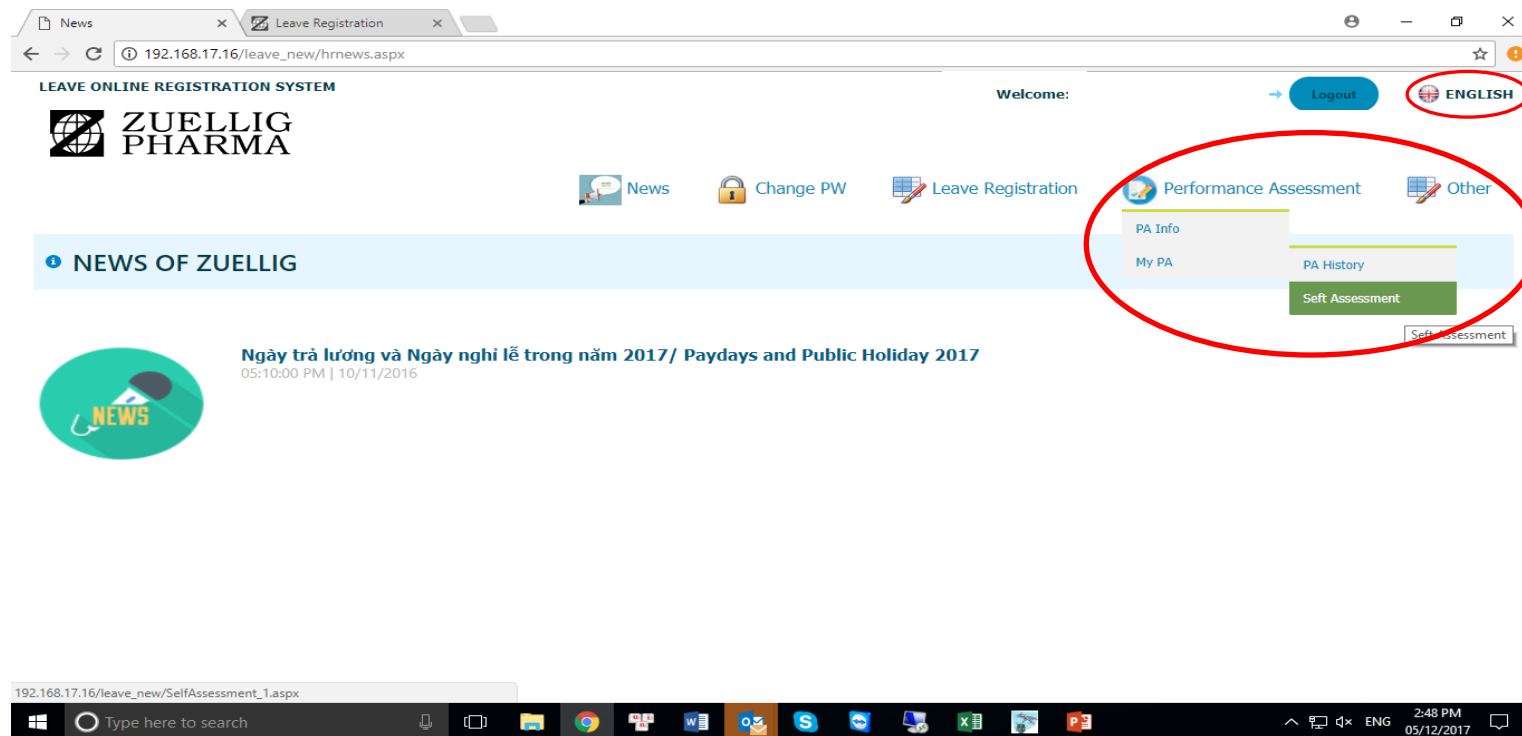 News
Leave Registration
192.168.17.16/leave_new/hrnews.aspx
LEAVE ONLINE REGISTRATION SYSTEM
Welcome:
Logout
ENGLISH
ZUELLIG
PHARMA
News
Change PW
Leave Registration
Performance Assessment
Other
PA Info
My PA
PA History
Seft Assessment
Seft Assessment
NEWS OF ZUELLIG
Ngày trả lương và Ngày nghỉ lễ trong năm 2017/ Paydays and Public Holiday 2017
05:10:00 PM | 10/11/2016
NEWS
192.168.17.16/leave_new/SelfAssessment_1.aspx
Type here to search
ENG
2:48 PM
05/12/2017